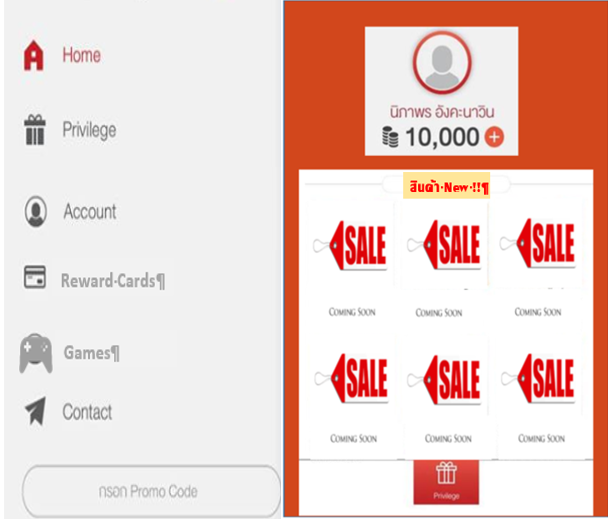 Home
Privilege
Account
Reward·Cards¶
Games¶
Contact
กรอก Promo Code
นิภาพร อังคะนาวิน
10,000 +
สินค้า·New·!!¶
SALE SALE SALE
COMING SOON COMING SOON COMING SOON
SALE SALE SALE
COMING SOON COMING SOON COMING SOON
Privilege